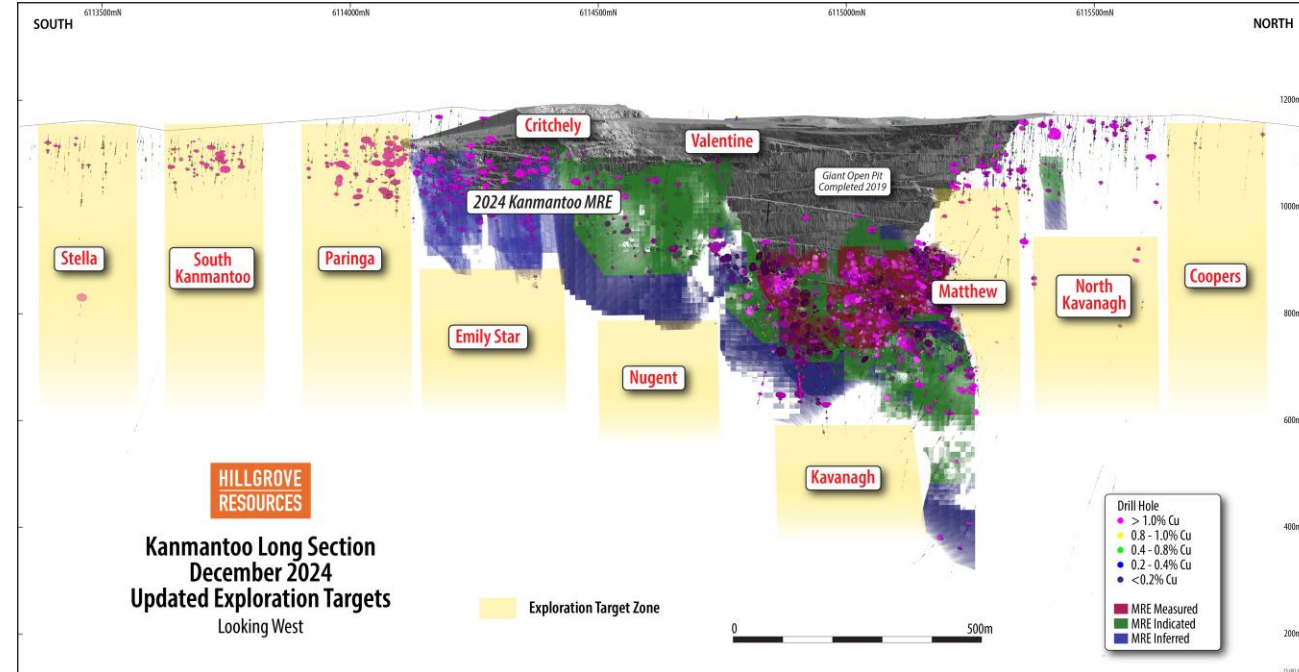 6113500mN
6114000mN
6114500mN
6115000mN
6115500mN
SOUTH
NORTH
1200m
Critchely
Valentine
Giant Open Pit
Completed 2019
2024 Kanmantoo MRE
1000m
Stella
South
Kanmantoo
Paringa
Matthew
North
Kavanagh
Coopers
Emily Star
800m
Nugent
600m
Kavanagh
HILLGROVE
RESOURCES
Kanmantoo Long Section
December 2024
Updated Exploration Targets
Looking West
Exploration Target Zone
0
500m
Drill Hole
> 1.0% Cu
0.8 - 1.0% Cu
0.4 - 0.8% Cu
0.2 - 0.4% Cu
<0.2% Cu
MRE Measured
MRE Indicated
MRE Inferred
400m
200m